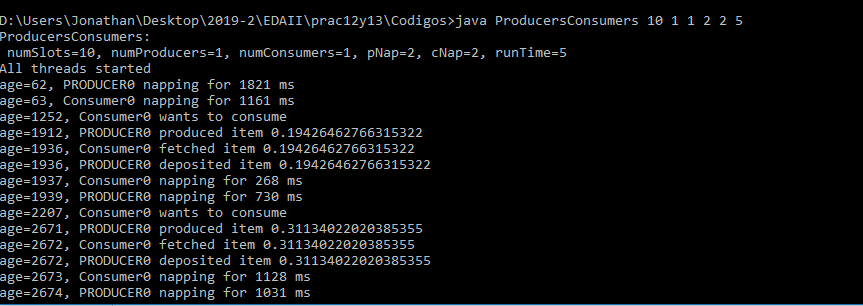 D:\Users\Jonathan\Desktop\2019-2\EDAII\prac12y13\Codigos>java ProducersConsumers 10 1 1 2 2 5
ProducersConsumers:
 numSlots=10, numProducers=1, numConsumers=1, pNap=2, cNap=2, runTime=5
All threads started
age=62, PRODUCER0 napping for 1821 ms
age=63, Consumer0 napping for 1161 ms
age=1252, Consumer0 wants to consume
age=1912, PRODUCER0 produced item 0.19426462766315322
age=1936, Consumer0 fetched item 0.19426462766315322
age=1936, PRODUCER0 deposited item 0.19426462766315322
age=1937, Consumer0 napping for 268 ms
age=1939, PRODUCER0 napping for 730 ms
age=2207, Consumer0 wants to consume
age=2671, PRODUCER0 produced item 0.31134022020385355
age=2672, Consumer0 fetched item 0.31134022020385355
age=2672, PRODUCER0 deposited item 0.31134022020385355
age=2673, Consumer0 napping for 1128 ms
age=2674, PRODUCER0 napping for 1031 ms